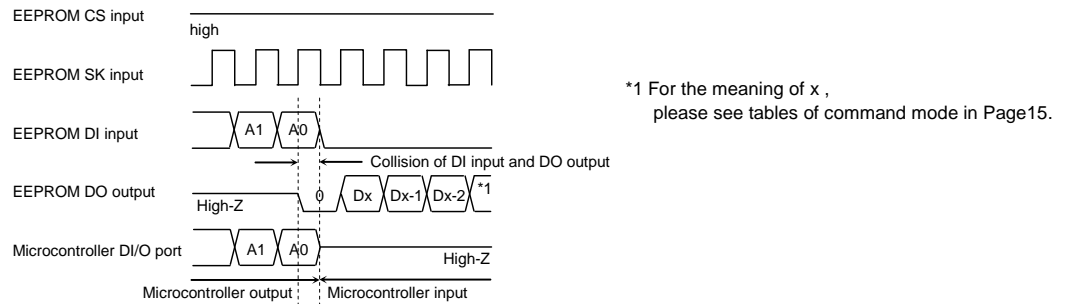 EEPROM CS input
high
EEPROM SK input
*1 For the meaning of x ,
please see tables of command mode in Page15.
EEPROM DI input
A1
A0
Collision of DI input and DO output
EEPROM DO output
High-Z
0
Dx
Dx-1
Dx-2
*1
Microcontroller DI/O port
A1
A0
High-Z
Microcontroller output
Microcontroller input